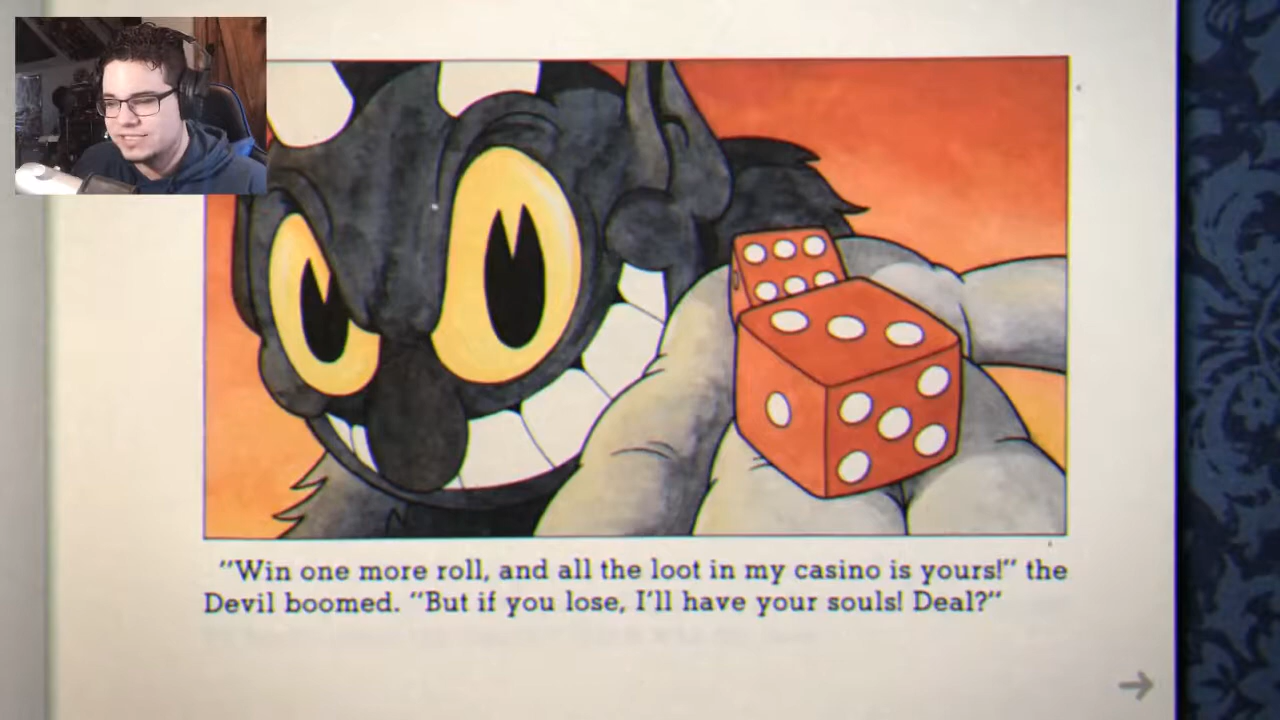 “Win one more roll, and all the loot in my casino is yours!” the
Devil boomed. “But if you lose, I’ll have your souls! Deal?”